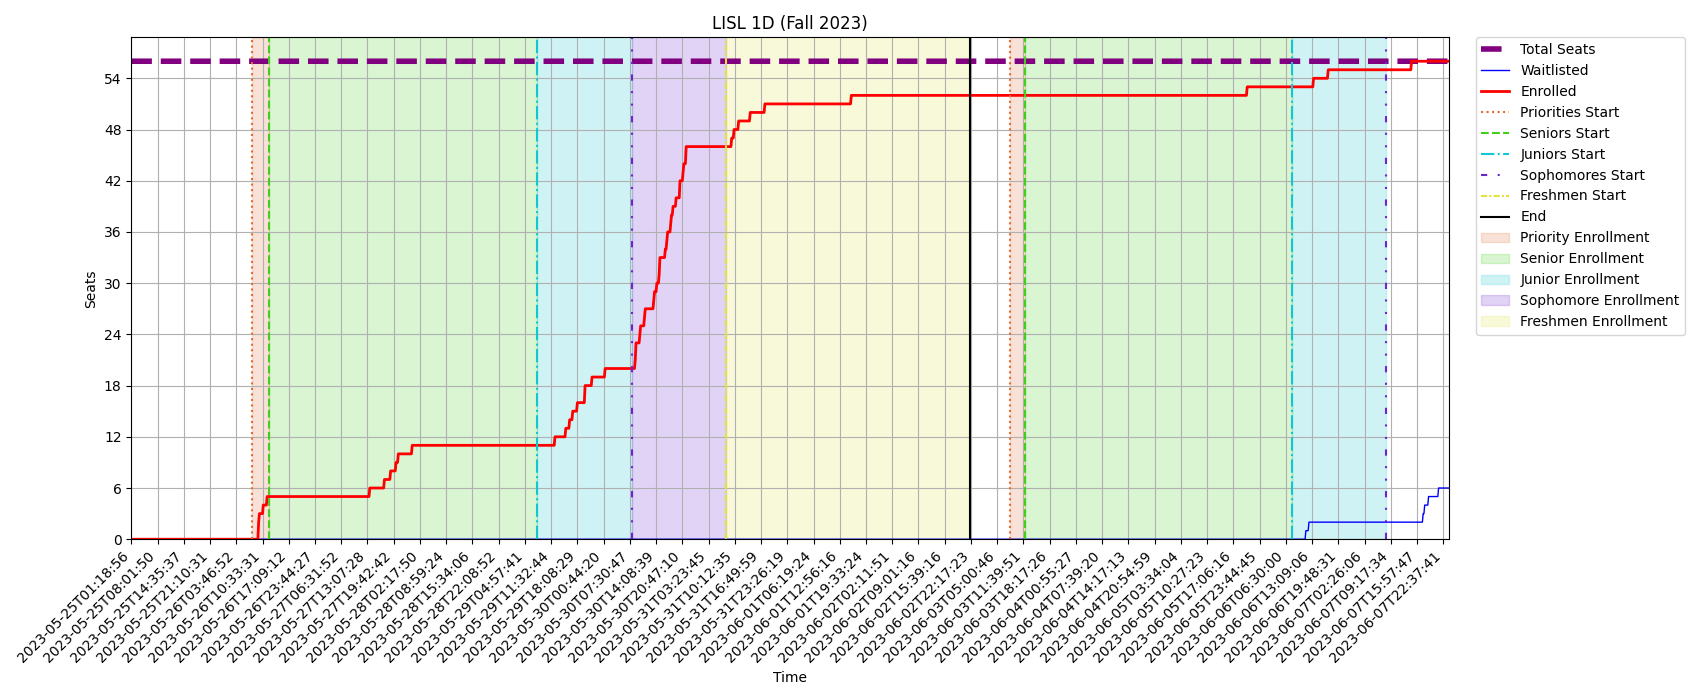 LISL 1D (Fall 2023)
Total Seats
Waitlisted
Enrolled
Priorities Start
Seniors Start
Juniors Start
Sophomores Start
Freshmen Start
End
Priority Enrollment
Senior Enrollment
Junior Enrollment
Sophomore Enrollment
Freshmen Enrollment
Seats
54
48
42
36
30
24
18
12
6
0
2023-05-25T01:18:56
2023-05-25T08:01:50
2023-05-25T14:35:37
2023-05-25T21:10:31
2023-05-26T03:46:52
2023-05-26T10:33:31
2023-05-26T17:09:12
2023-05-26T23:44:27
2023-05-27T06:31:52
2023-05-27T13:07:28
2023-05-27T19:42:42
2023-05-28T02:17:50
2023-05-28T08:59:24
2023-05-28T15:34:06
2023-05-28T22:08:52
2023-05-29T04:57:41
2023-05-29T11:32:44
2023-05-29T18:08:29
2023-05-30T00:44:20
2023-05-30T07:30:47
2023-05-30T14:08:39
2023-05-30T20:47:10
2023-05-31T03:23:45
2023-05-31T10:12:35
2023-05-31T16:49:59
2023-05-31T23:26:19
2023-06-01T06:19:24
2023-06-01T12:56:16
2023-06-01T19:33:24
2023-06-02T02:11:51
2023-06-02T09:01:16
2023-06-02T15:39:16
2023-06-02T22:17:23
2023-06-03T05:00:46
2023-06-03T11:39:51
2023-06-03T18:17:26
2023-06-04T00:55:27
2023-06-04T07:39:20
2023-06-04T14:17:13
2023-06-04T20:54:59
2023-06-05T03:34:04
2023-06-05T10:27:23
2023-06-05T17:06:16
2023-06-05T23:44:45
2023-06-06T06:30:00
2023-06-06T13:09:06
2023-06-06T19:48:31
2023-06-07T02:26:06
2023-06-07T09:17:34
2023-06-07T15:57:47
2023-06-07T22:37:41
Time